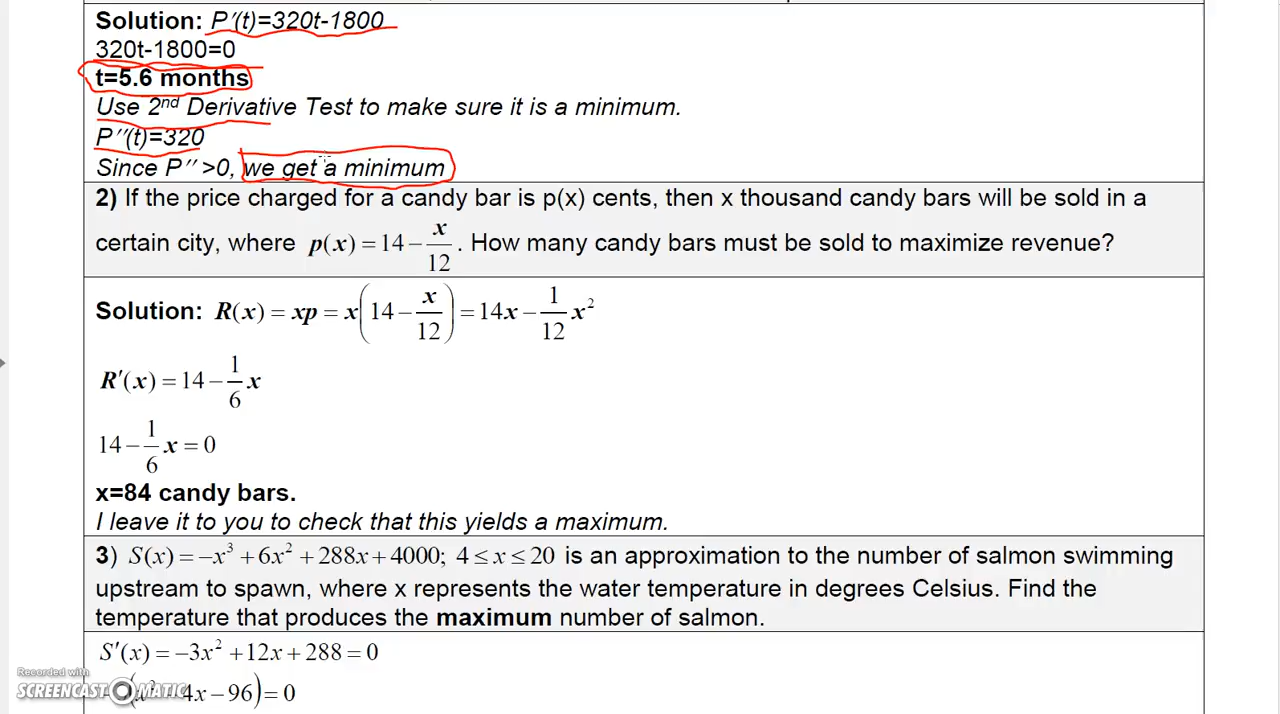 Solution: P′(t)=320t-1800
320t-1800=0
t=5.6 months
Use 2nd Derivative Test to make sure it is a minimum.
P′′(t)=320
Since P′′ >0, we get a minimum
2) If the price charged for a candy bar is p(x) cents, then x thousand candy bars will be sold in a
certain city, where p(x) = 14 − x/12 . How many candy bars must be sold to maximize revenue?
Solution: R(x) = xp = x(14 − x/12) = 14x − 1/12 x²
R′(x) = 14 − 1/6 x
14 − 1/6 x = 0
x=84 candy bars.
I leave it to you to check that this yields a maximum.
3) S(x) = −x³ + 6x² + 288x + 4000; 4 ≤ x ≤ 20 is an approximation to the number of salmon swimming
upstream to spawn, where x represents the water temperature in degrees Celsius. Find the
temperature that produces the maximum number of salmon.
S′(x) = −3x² + 12x + 288 = 0
Recorded with
SCREENCAST MATIC
(x² − 4x − 96) = 0